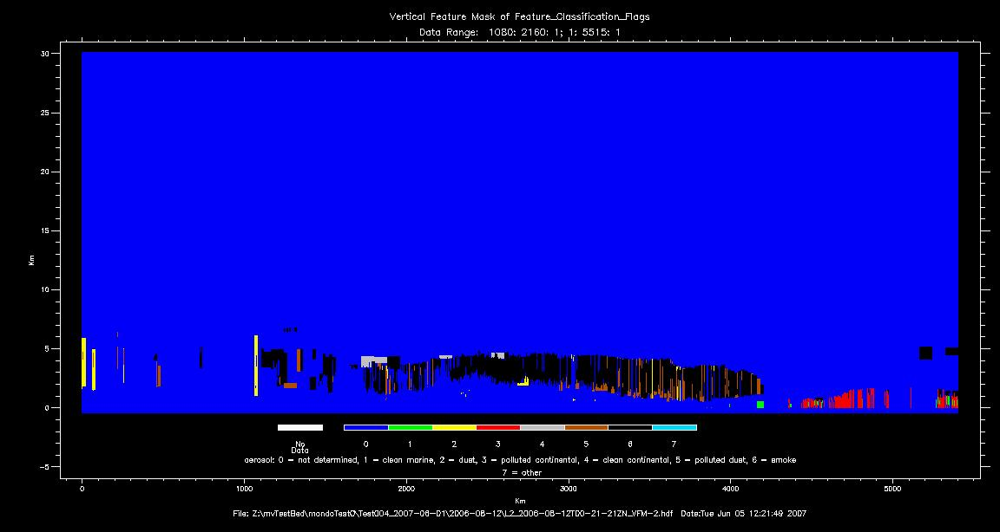 Vertical Feature Mask of Feature_Classification_Flags
Data Range: 1080: 2160: 1; 1: 5515: 1
30
25
20
15
10
5
0
-5
Km
No Data
0 1 2 3 4 5 6 7
aerosol: 0 - not determined, 1 - clean marine, 2 - dust, 3 - polluted continental, 4 - clean continental, 5 - polluted dust, 6 - smoke
7 = other
0 1000 2000 3000 4000 5000
Km
File: Z:\mvTestBed\mondoTest0\Test004_2007-06-01\2006-08-12\L2_2006-08-12T00-21-21ZN_VFM-2.hdf Date:Tue Jun 05 12:21:49 2007